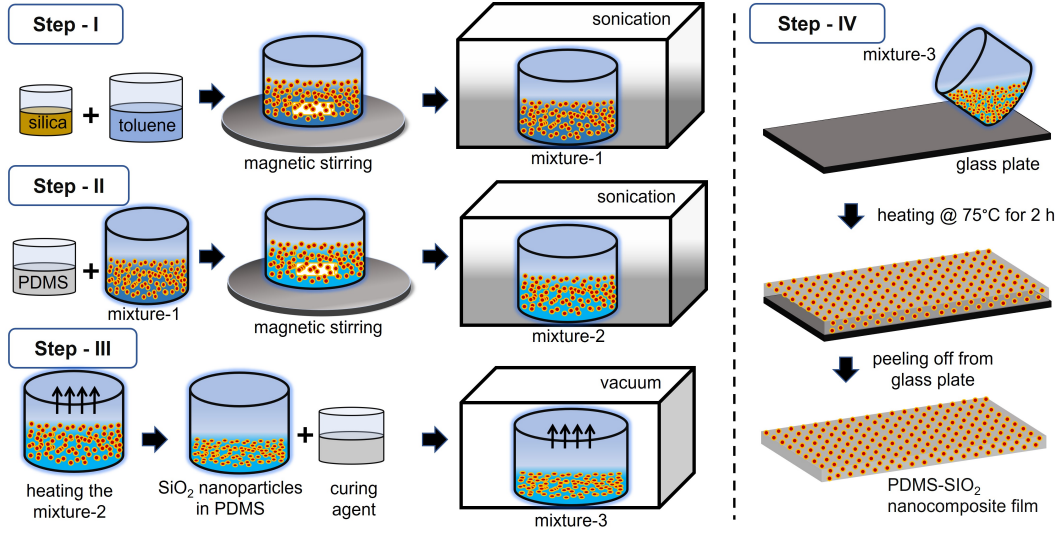 Step - I
silica
+
toluene
magnetic stirring
sonication
mixture-1
Step - II
PDMS
+
mixture-1
magnetic stirring
sonication
mixture-2
Step - III
heating the
mixture-2
SiO₂ nanoparticles
in PDMS
+
curing
agent
vacuum
mixture-3
Step - IV
mixture-3
glass plate
heating @ 75°C for 2 h
peeling off from
glass plate
PDMS-SIO₂
nanocomposite film